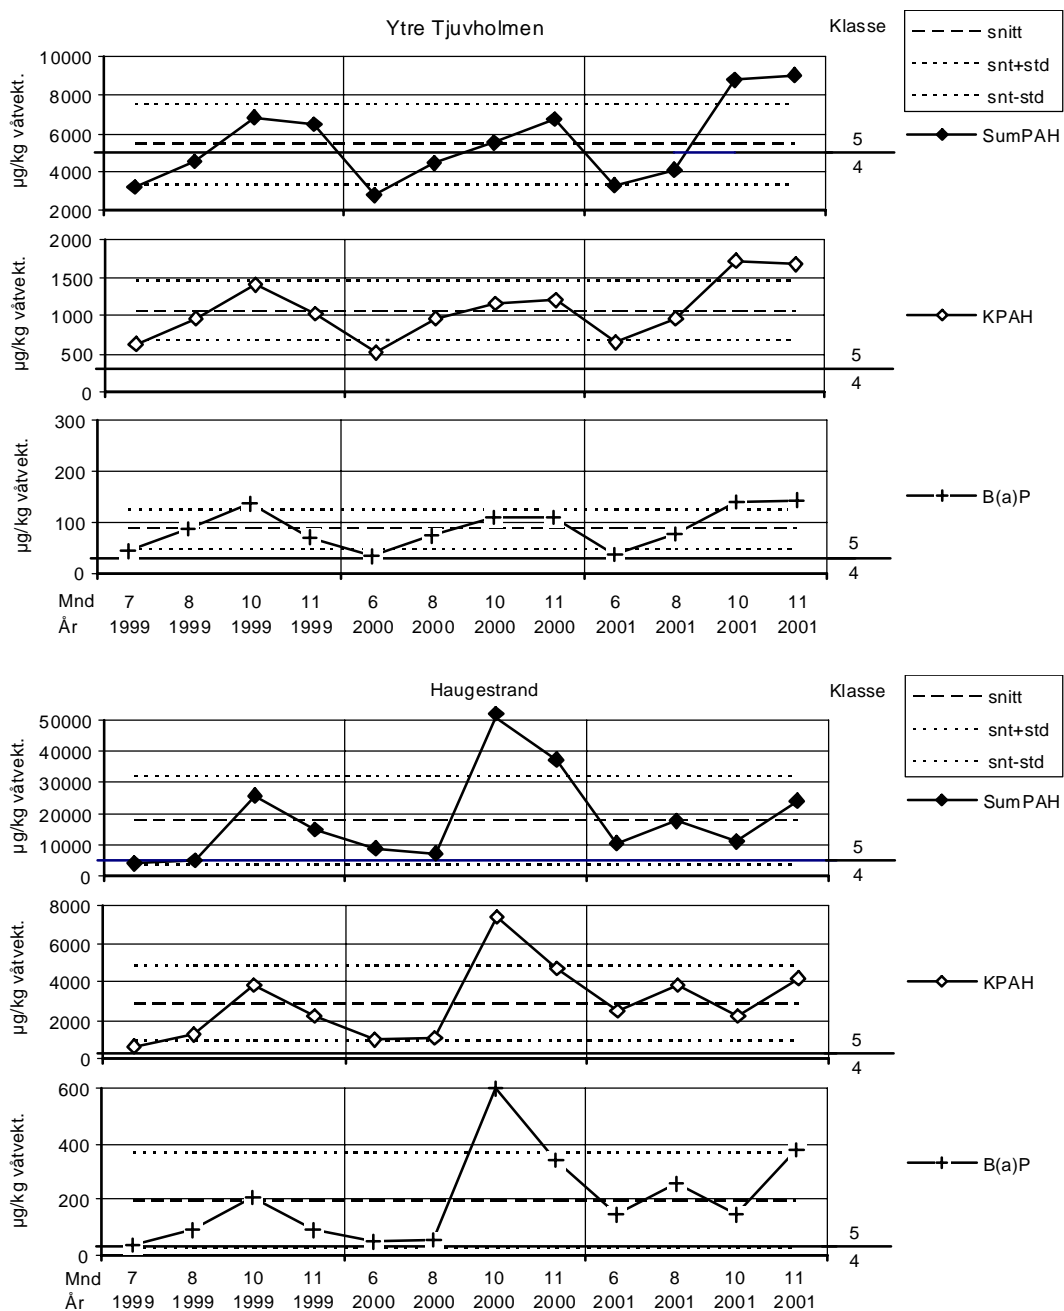 Ytre Tjuvholmen
Klasse
snitt
snt+std
snt-std
SumPAH
µg/kg våtvekt.
10000
8000
6000
4000
2000
5
4
µg/kg våtvekt.
2000
1500
1000
500
0
5
4
KPAH
µg/kg våtvekt.
300
200
100
0
5
4
B(a)P
Mnd 7 8 10 11 6 8 10 11 6 8 10 11
År 1999 1999 1999 1999 2000 2000 2000 2000 2001 2001 2001 2001
Haugestrand
Klasse
snitt
snt+std
snt-std
SumPAH
µg/kg våtvekt.
50000
40000
30000
20000
10000
0
5
4
µg/kg våtvekt.
8000
6000
4000
2000
0
5
4
KPAH
µg/kg våtvekt.
600
400
200
0
5
4
B(a)P
Mnd 7 8 10 11 6 8 10 11 6 8 10 11
År 1999 1999 1999 1999 2000 2000 2000 2000 2001 2001 2001 2001